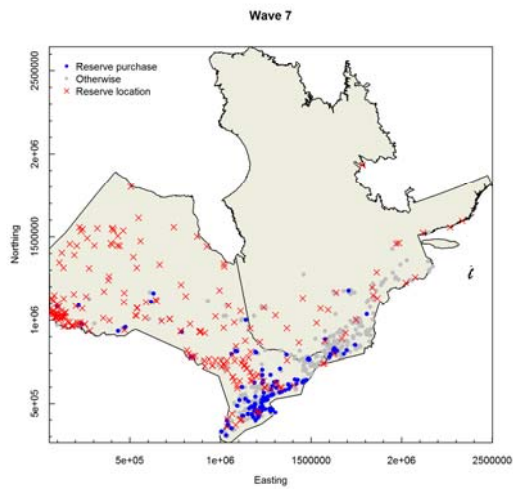 Wave 7
Reserve purchase
Otherwise
Reserve location
Northing
2500000
2e+06
1500000
1e+06
5e+05
5e+05
1e+06
1500000
2e+06
2500000
Easting